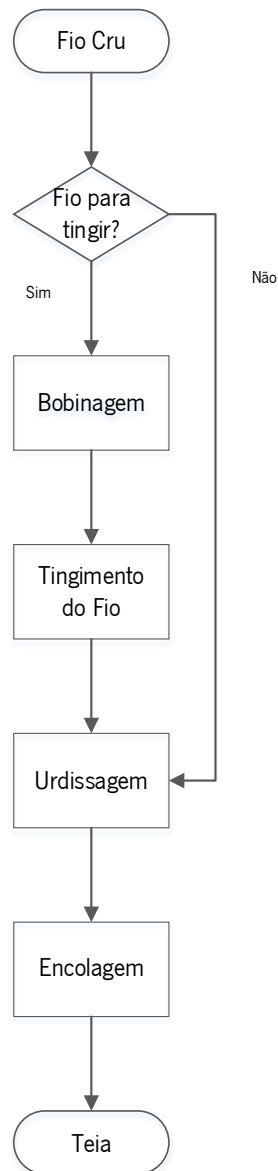 Fio Cru
Fio para
tingir?
Sim
Não
Bobinagem
Tingimento
do Fio
Urdissagem
Encolagem
Teia